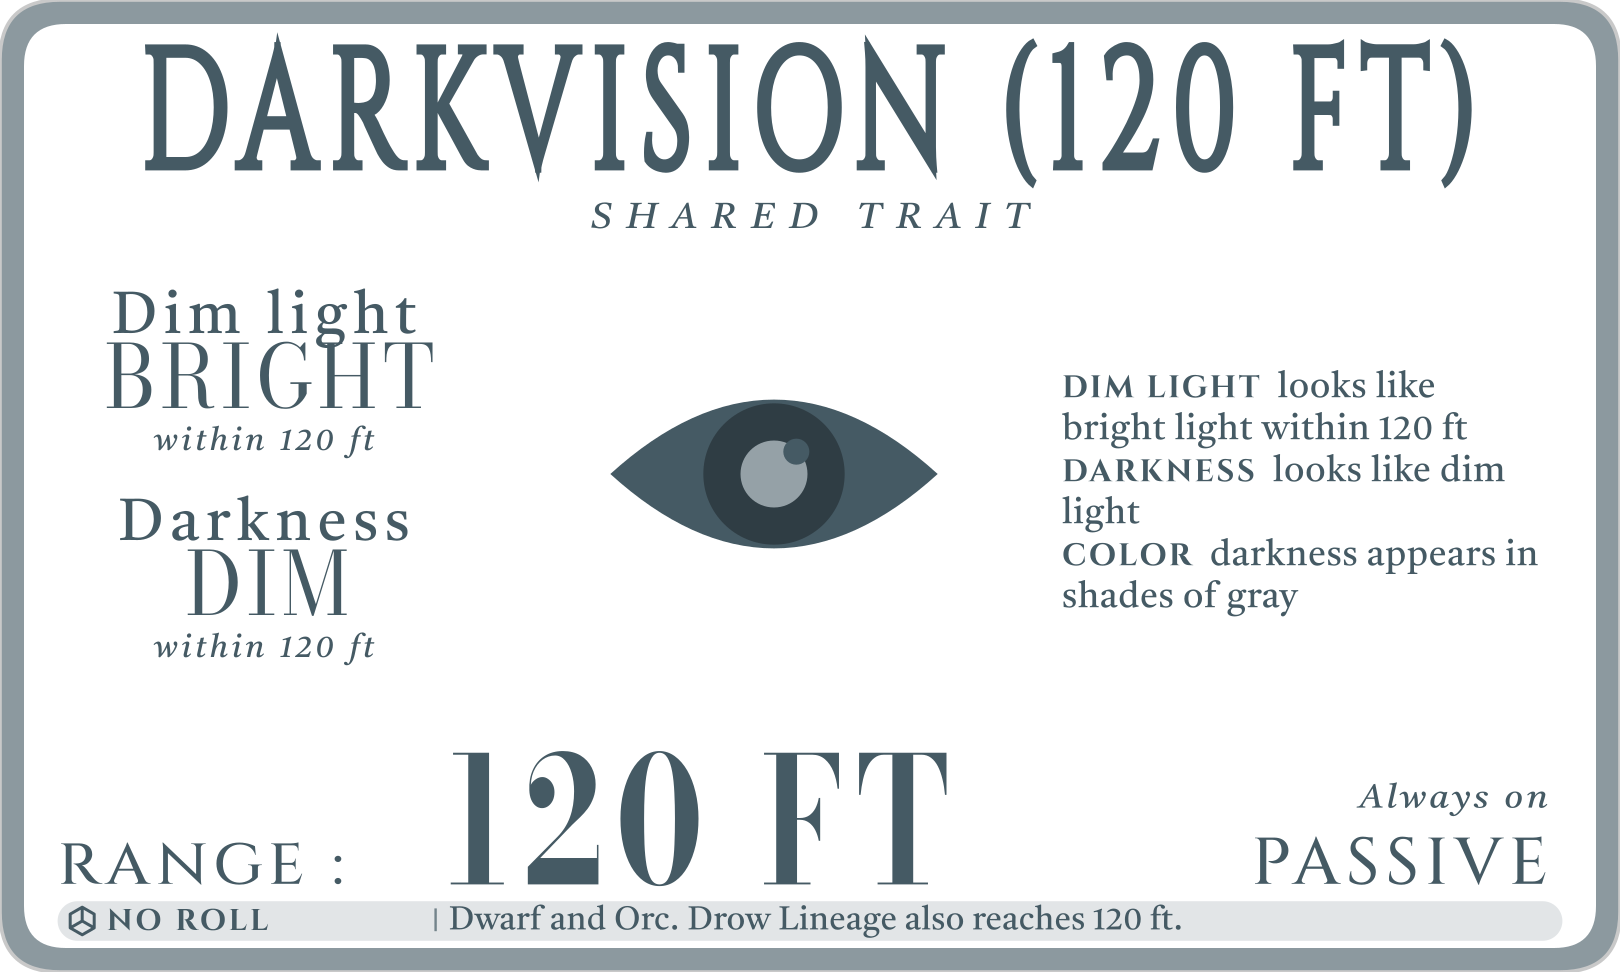 DARKVISION (120 FT)
SHARED TRAIT
Dim light
BRIGHT
within 120 ft
Darkness
DIM
within 120 ft
DIM LIGHT looks like
bright light within 120 ft
DARKNESS looks like dim
light
COLOR darkness appears in
shades of gray
RANGE :
120 FT
Always on
PASSIVE
NO ROLL
| Dwarf and Orc. Drow Lineage also reaches 120 ft.